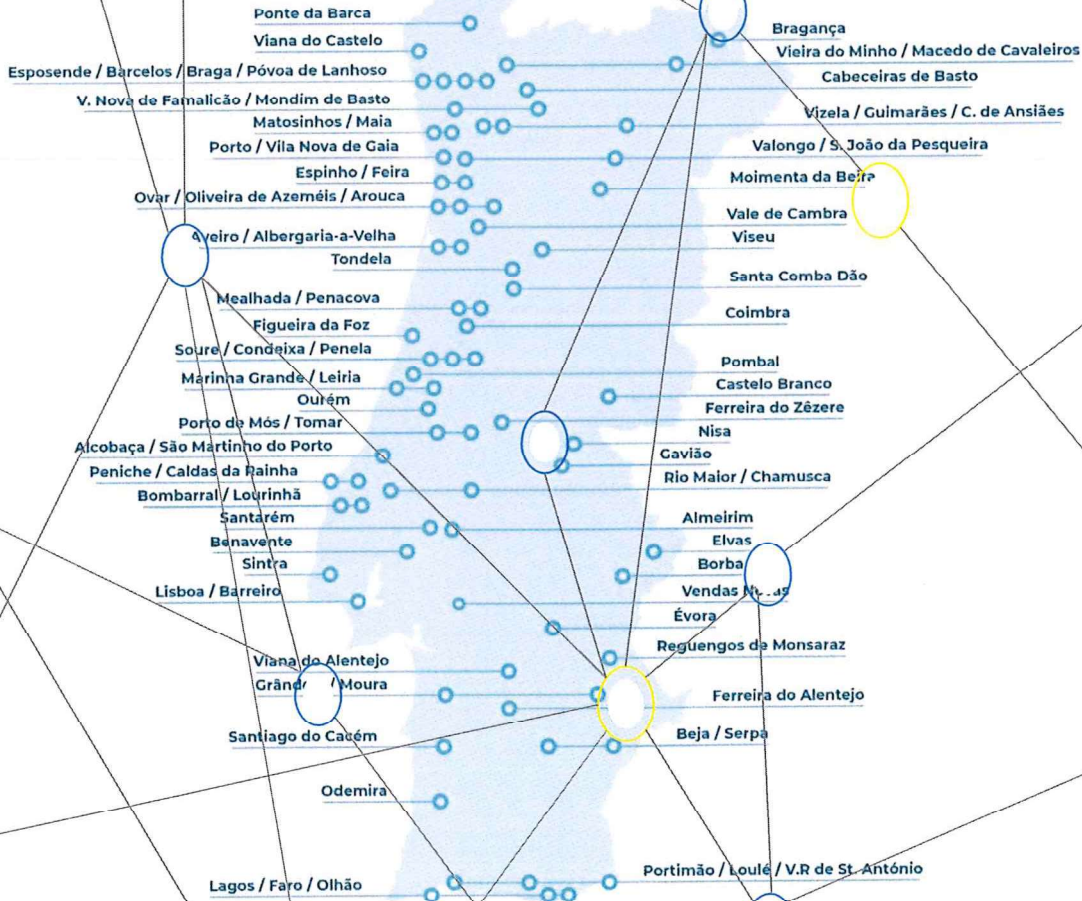 Ponte da Barca
Viana do Castelo
Esposende / Barcelos / Braga / Póvoa de Lanhoso
V. Nova de Famalicão / Mondim de Basto
Matosinhos / Maia
Porto / Vila Nova de Gaia
Espinho / Feira
Ovar / Oliveira de Azeméis / Arouca
Aveiro / Albergaria-a-Velha
Tondela
Mealhada / Penacova
Figueira da Foz
Soure / Condeixa / Penela
Marinha Grande / Leiria
Ourém
Porto de Mós / Tomar
Alcobaça / São Martinho do Porto
Peniche / Caldas da Rainha
Bombarral / Lourinhã
Santarém
Benavente
Sintra
Lisboa / Barreiro
Viana do Alentejo
/ Moura
Santiago do Cacém
Odemira
Lagos / Faro / Olhão
Bragança
Vieira do Minho / Macedo de Cavaleiros
Cabeceiras de Basto
Vizela / Guimarães / C. de Ansiães
Valongo / S. João da Pesqueira
Moimenta da Beira
Vale de Cambra
Viseu
Santa Comba Dão
Coimbra
Pombal
Castelo Branco
Ferreira do Zêzere
Nisa
Gavião
Rio Maior / Chamusca
Almeirim
Elvas
Borba
Vendas
Évora
Reguengos de Monsaraz
Ferreira do Alentejo
Beja / Serpa
Portimão / Loulé / V.R de St. António